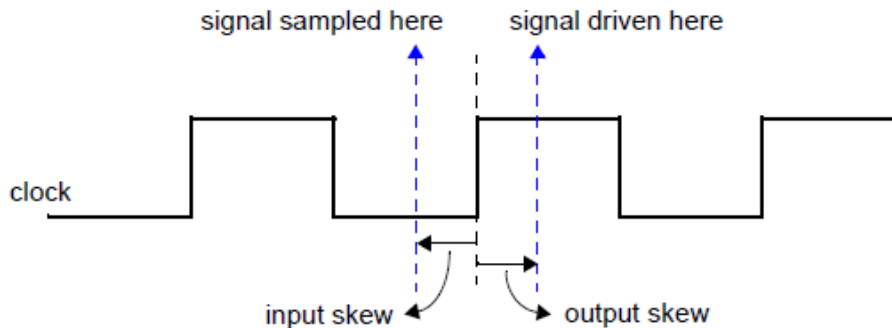 signal sampled here
signal driven here
clock
input skew
output skew